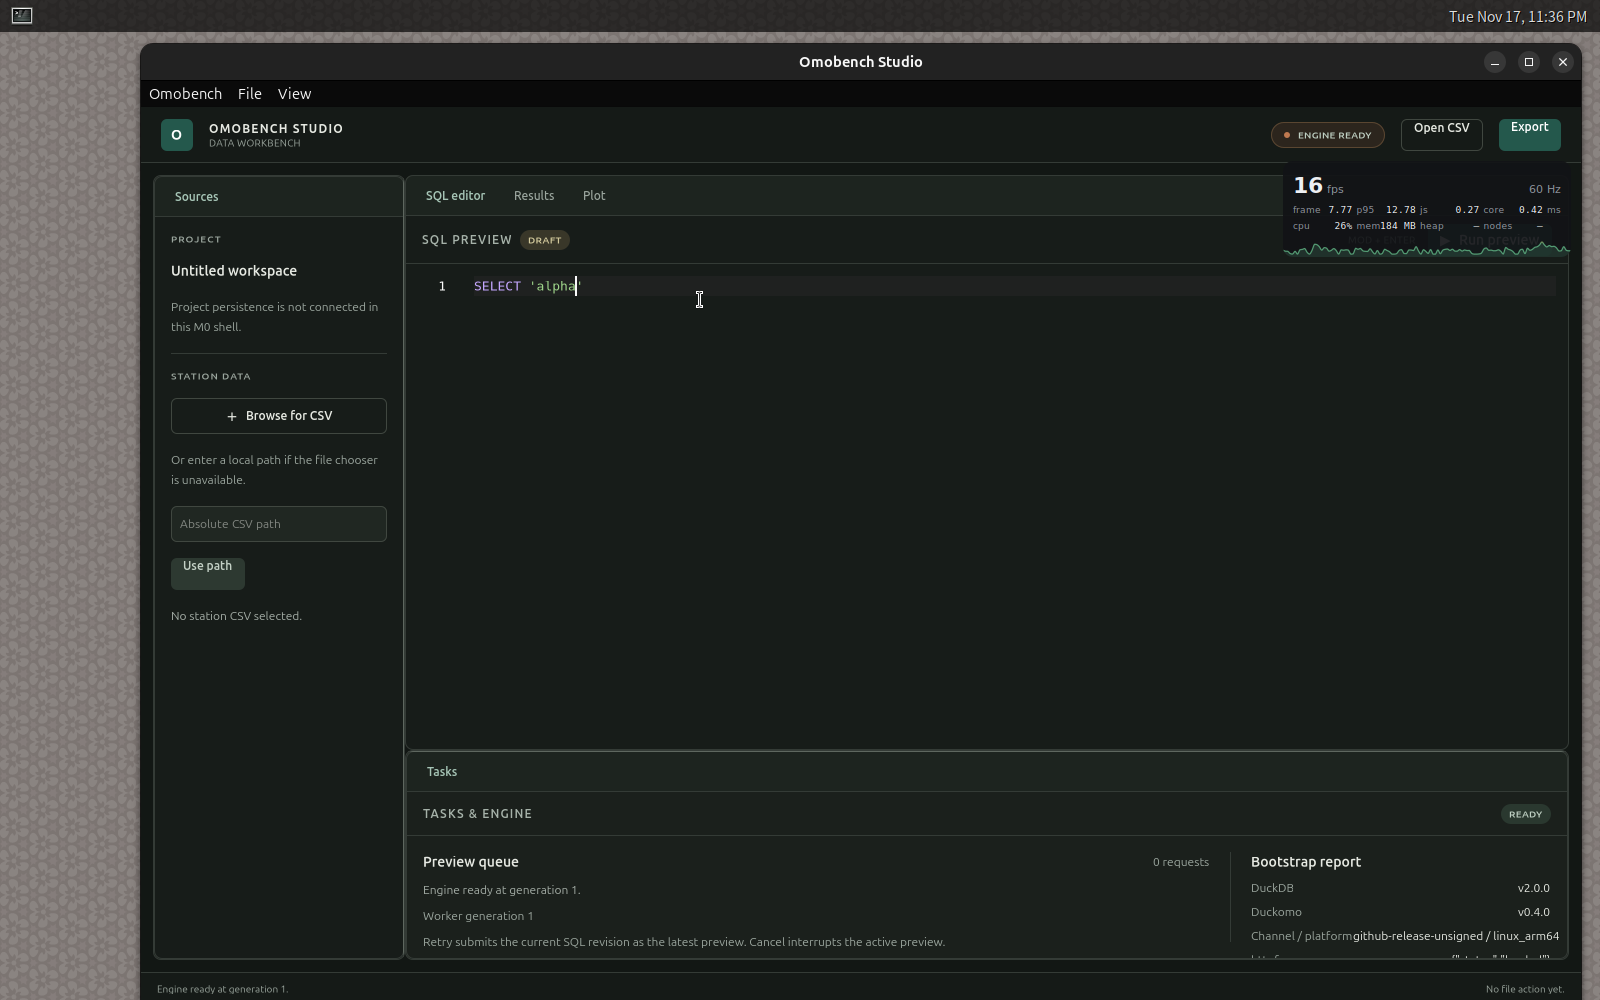 Tue Nov 17, 11:36 PM
Omobench Studio
Omobench File View
O
OMOBENCH STUDIO
DATA WORKBENCH
ENGINE READY
Open CSV
Export
Sources
SQL editor Results Plot
16 fps 60 Hz
frame 7.77 p95 12.78 js 0.27 core 0.42 ms
cpu 26% mem184 MB heap — nodes —
SQL PREVIEW DRAFT
Run preview
PROJECT
Untitled workspace
Project persistence is not connected in
this M0 shell.
STATION DATA
+ Browse for CSV
Or enter a local path if the file chooser
is unavailable.
Absolute CSV path
Use path
No station CSV selected.
1 SELECT 'alpha'
Tasks
TASKS & ENGINE READY
Preview queue 0 requests
Engine ready at generation 1.
Worker generation 1
Retry submits the current SQL revision as the latest preview. Cancel interrupts the active preview.
Bootstrap report
DuckDB v2.0.0
Duckomo v0.4.0
Channel / platformgithub-release-unsigned / linux_arm64
Engine ready at generation 1.
No file action yet.